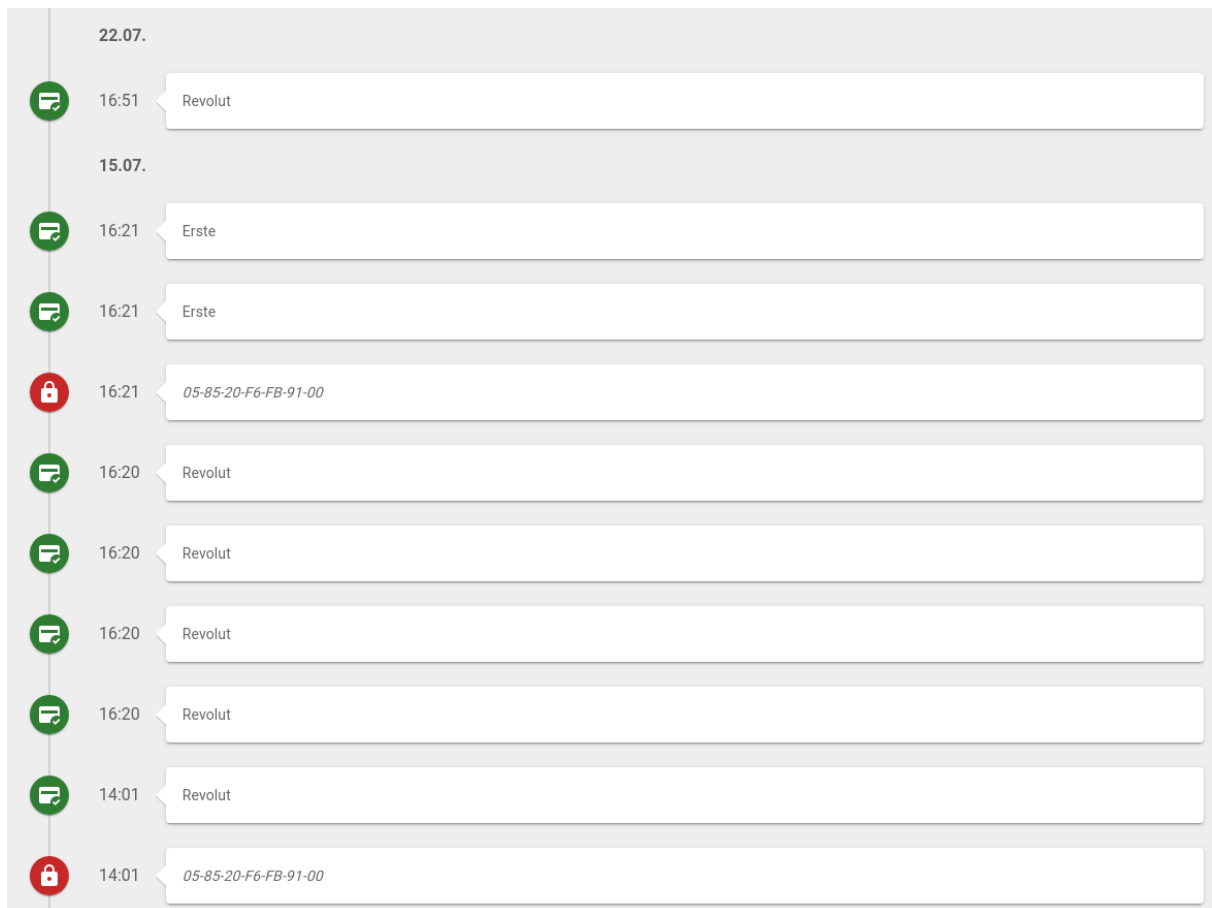 22.07.
16:51 Revolut
15.07.
16:21 Erste
16:21 Erste
16:21 05-85-20-F6-FB-91-00
16:20 Revolut
16:20 Revolut
16:20 Revolut
16:20 Revolut
14:01 Revolut
14:01 05-85-20-F6-FB-91-00